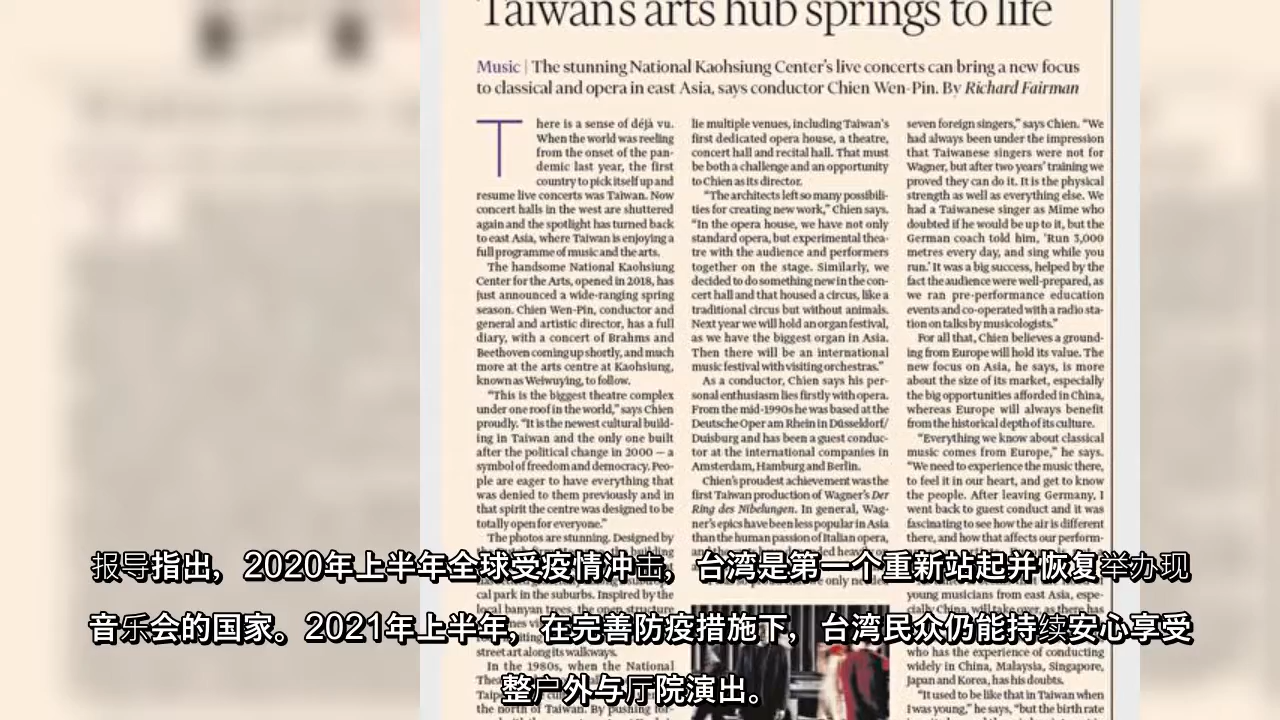 Taiwan's arts hub springs to life
Music | The stunning National Kaohsiung Center's live concerts can bring a new focus
to classical and opera in east Asia, says conductor Chien Wen-Pin. By Richard Fairman
There is a sense of déjà vu.
When the world was reeling
from the onset of the pan-
demic last year, the first
country to pick itself up and
resume live concerts was Taiwan. Now
concert halls in the west are shuttered
again and the spotlight has turned back
to east Asia, where Taiwan is enjoying a
full programme of music and the arts.
The handsome National Kaohsiung
Center for the Arts, opened in 2018, has
just announced a wide-ranging spring
season. Chien Wen-Pin, conductor and
general and artistic director, has a full
diary, with a concert of Brahms and
Beethoven coming up shortly, and much
more at the arts centre at Kaohsiung,
known as Weiwuying, to follow.
"This is the biggest theatre complex
under one roof in the world," says Chien
proudly. "It is the newest cultural build-
ing in Taiwan and the only one built
after the political change in 2000 — a
symbol of freedom and democracy. Peo-
ple are eager to have everything that
was denied to them previously and in
that spirit the centre was designed to be
totally open for everyone."
The photos are stunning. Designed by
cal park in the suburbs. Inspired by the
local banyan trees, the open structure
street art along its walkways.
In the 1980s, when the National
the north of Taiwan. By pushing for-
lie multiple venues, including Taiwan's
first dedicated opera house, a theatre,
concert hall and recital hall. That must
be both a challenge and an opportunity
to Chien as its director.
"The architects left so many possibili-
ties for creating new work," Chien says.
"In the opera house, we have not only
standard opera, but experimental thea-
tre with the audience and performers
together on the stage. Similarly, we
decided to do something new in the con-
cert hall and that housed a circus, like a
traditional circus but without animals.
Next year we will hold an organ festival,
as we have the biggest organ in Asia.
Then there will be an international
music festival with visiting orchestras."
As a conductor, Chien says his per-
sonal enthusiasm lies firstly with opera.
From the mid-1990s he was based at the
Deutsche Oper am Rhein in Düsseldorf/
Duisburg and has been a guest conduc-
tor at the international companies in
Amsterdam, Hamburg and Berlin.
Chien's proudest achievement was the
first Taiwan production of Wagner's Der
Ring des Nibelungen. In general, Wag-
ner's epics have been less popular in Asia
than the human passion of Italian opera,
only needed
seven foreign singers," says Chien. "We
had always been under the impression
that Taiwanese singers were not for
Wagner, but after two years' training we
proved they can do it. It is the physical
strength as well as everything else. We
had a Taiwanese singer as Mime who
doubted if he would be up to it, but the
German coach told him, 'Run 3,000
metres every day, and sing while you
run.' It was a big success, helped by the
fact the audience were well-prepared, as
we ran pre-performance education
events and co-operated with a radio sta-
tion on talks by musicologists."
For all that, Chien believes a ground-
ing from Europe will hold its value. The
new focus on Asia, he says, is more
about the size of its market, especially
the big opportunities afforded in China,
whereas Europe will always benefit
from the historical depth of its culture.
"Everything we know about classical
music comes from Europe," he says.
"We need to experience the music there,
to feel it in our heart, and get to know
the people. After leaving Germany, I
went back to guest conduct and it was
fascinating to see how the air is different
there, and how that affects our perform-
young musicians from Asia, espe-
cially China, will take over, as there has
who has the experience of conducting
widely in China, Malaysia, Singapore,
Japan and Korea, has his doubts.
"It used to be like that in Taiwan when
I was young," he says, "but the birth rate
报导指出，2020年上半年全球受疫情冲击，台湾是第一个重新站起并恢复举办现
音乐会的国家。2021年上半年，在完善防疫措施下，台湾民众仍能持续安心享受
整户外与厅院演出。